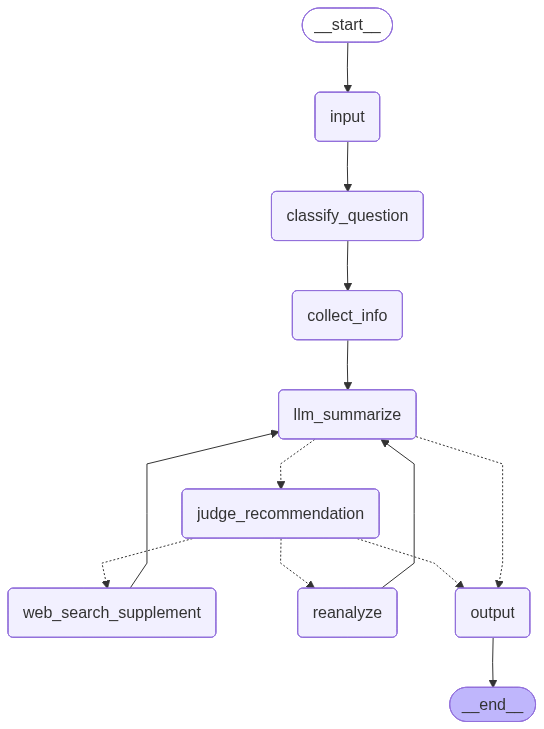 __start__
input
classify_question
collect_info
llm_summarize
judge_recommendation
web_search_supplement
reanalyze
output
__end__